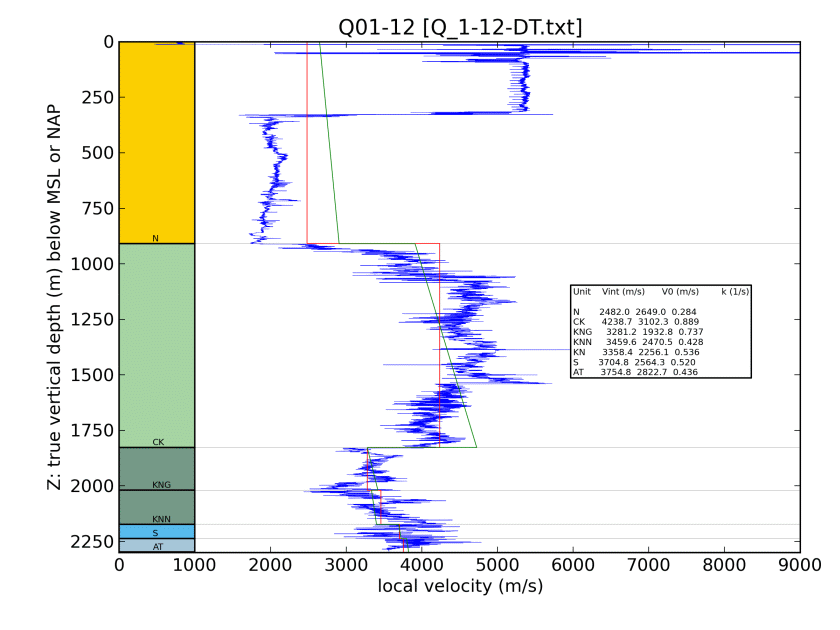 Q01-12 [Q_1-12-DT.txt]
Z: true vertical depth (m) below MSL or NAP
0
250
500
750
1000
1250
1500
1750
2000
2250
N
CK
KNG
KNN
S
AT
Unit Vint (m/s) V0 (m/s) k (1/s)
N 2482.0 2649.0 0.284
CK 4238.7 3102.3 0.889
KNG 3281.2 1932.8 0.737
KNN 3459.6 2470.5 0.428
KN 3358.4 2256.1 0.536
S 3704.8 2564.3 0.520
AT 3754.8 2822.7 0.436
0 1000 2000 3000 4000 5000 6000 7000 8000 9000
local velocity (m/s)